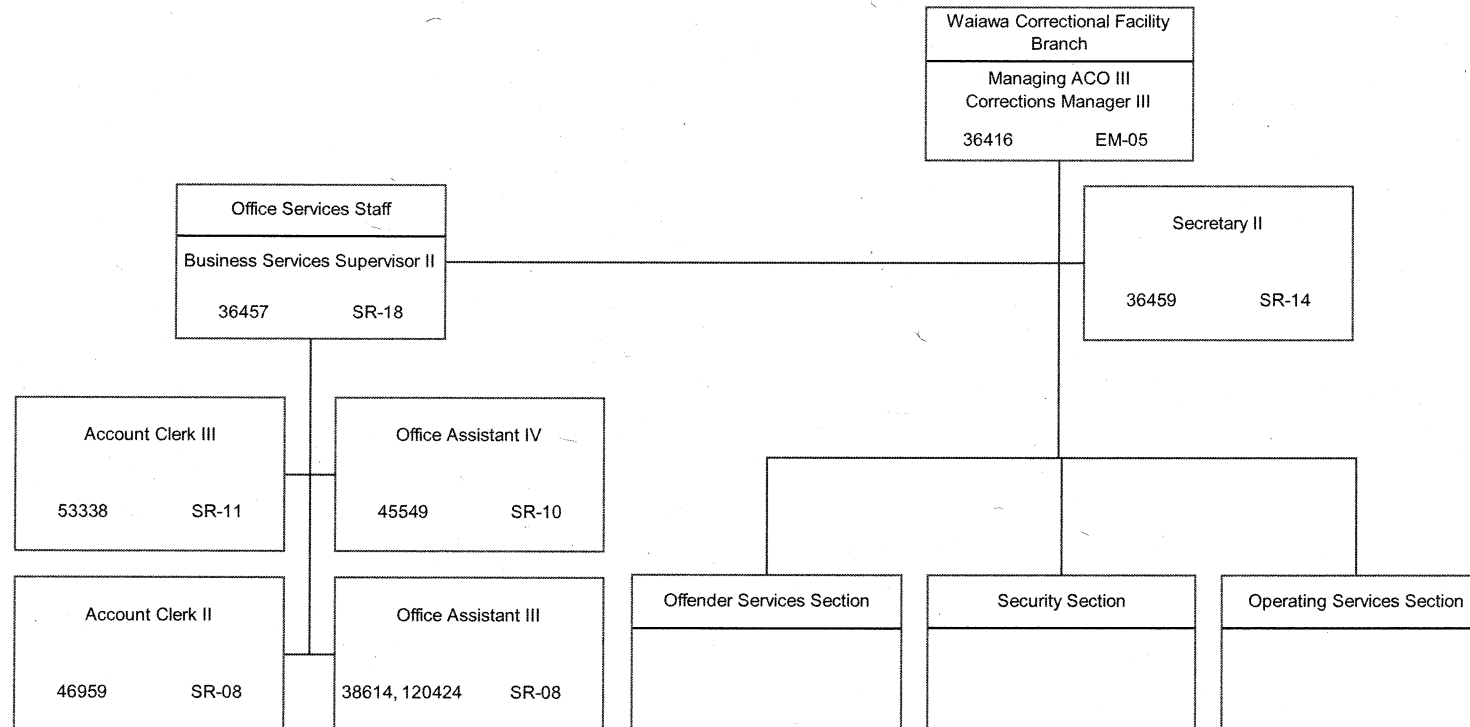 Waiawa Correctional Facility
Branch
Managing ACO III
Corrections Manager III
36416 EM-05
Office Services Staff
Business Services Supervisor II
36457 SR-18
Secretary II
36459 SR-14
Account Clerk III
53338 SR-11
Office Assistant IV
45549 SR-10
Account Clerk II
46959 SR-08
Office Assistant III
38614, 120424 SR-08
Offender Services Section
Security Section
Operating Services Section